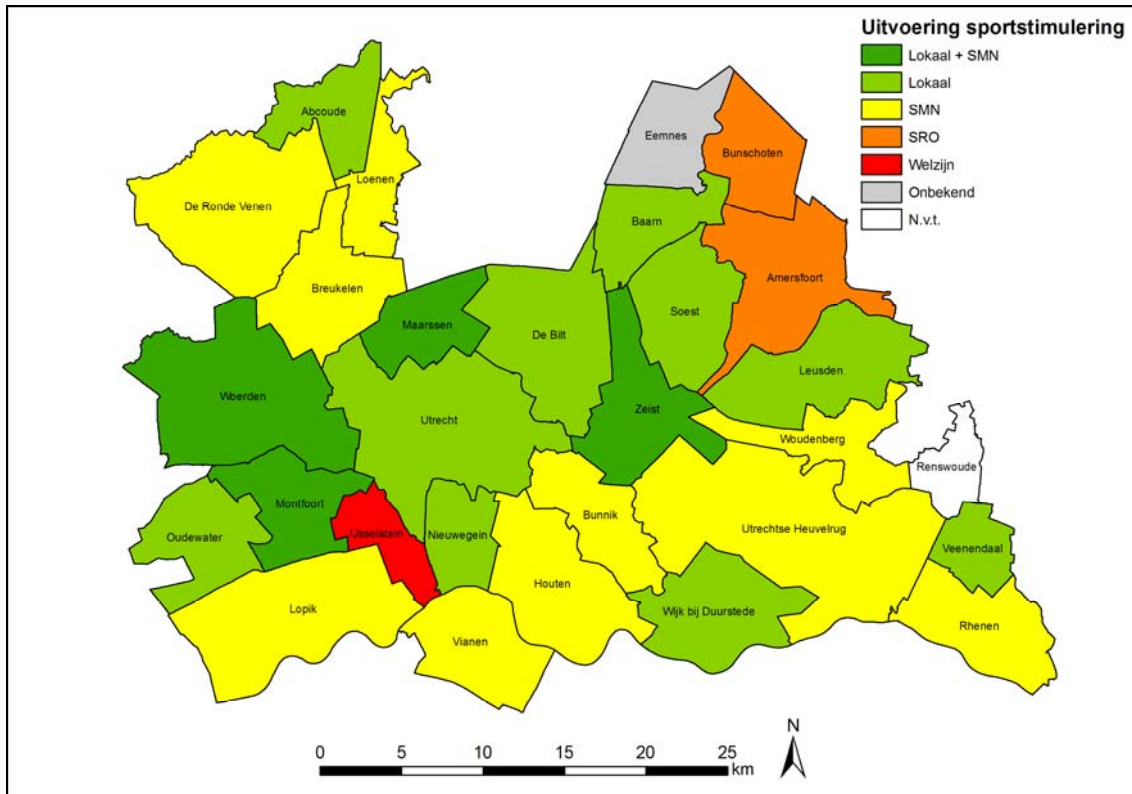 Uitvoering sportstimulering
Lokaal + SMN
Lokaal
SMN
SRO
Welzijn
Onbekend
N.v.t.
Abcoude
Eemnes
Bunschoten
Loenen
De Ronde Venen
Baarn
Amersfoort
Breukelen
Soest
Maarssen
De Bilt
Leusden
Woerden
Zeist
Utrecht
Woudenberg
Renswoude
Montfoort
Bunnik
Utrechtse Heuvelrug
Oudewater
IJsselstein
Nieuwegein
Veenendaal
Houten
Lopik
Wijk bij Duurstede
Rhenen
Vianen
N
0 5 10 15 20 25
km